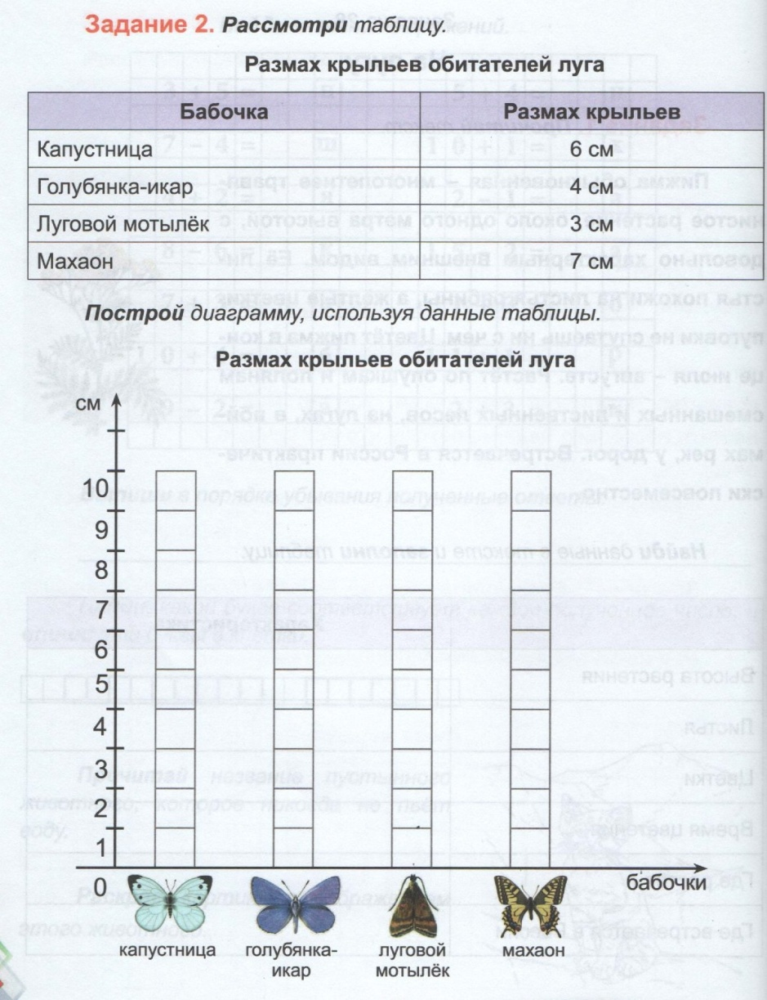 Задание 2. Рассмотри таблицу.
Размах крыльев обитателей луга
Бабочка Размах крыльев
Капустница 6 см
Голубянка-икар 4 см
Луговой мотылёк 3 см
Махаон 7 см
Построй диаграмму, используя данные таблицы.
Размах крыльев обитателей луга
см
10
9
8
7
6
5
4
3
2
1
0
бабочки
капустница голубянка- луговой махаон
икар мотылёк